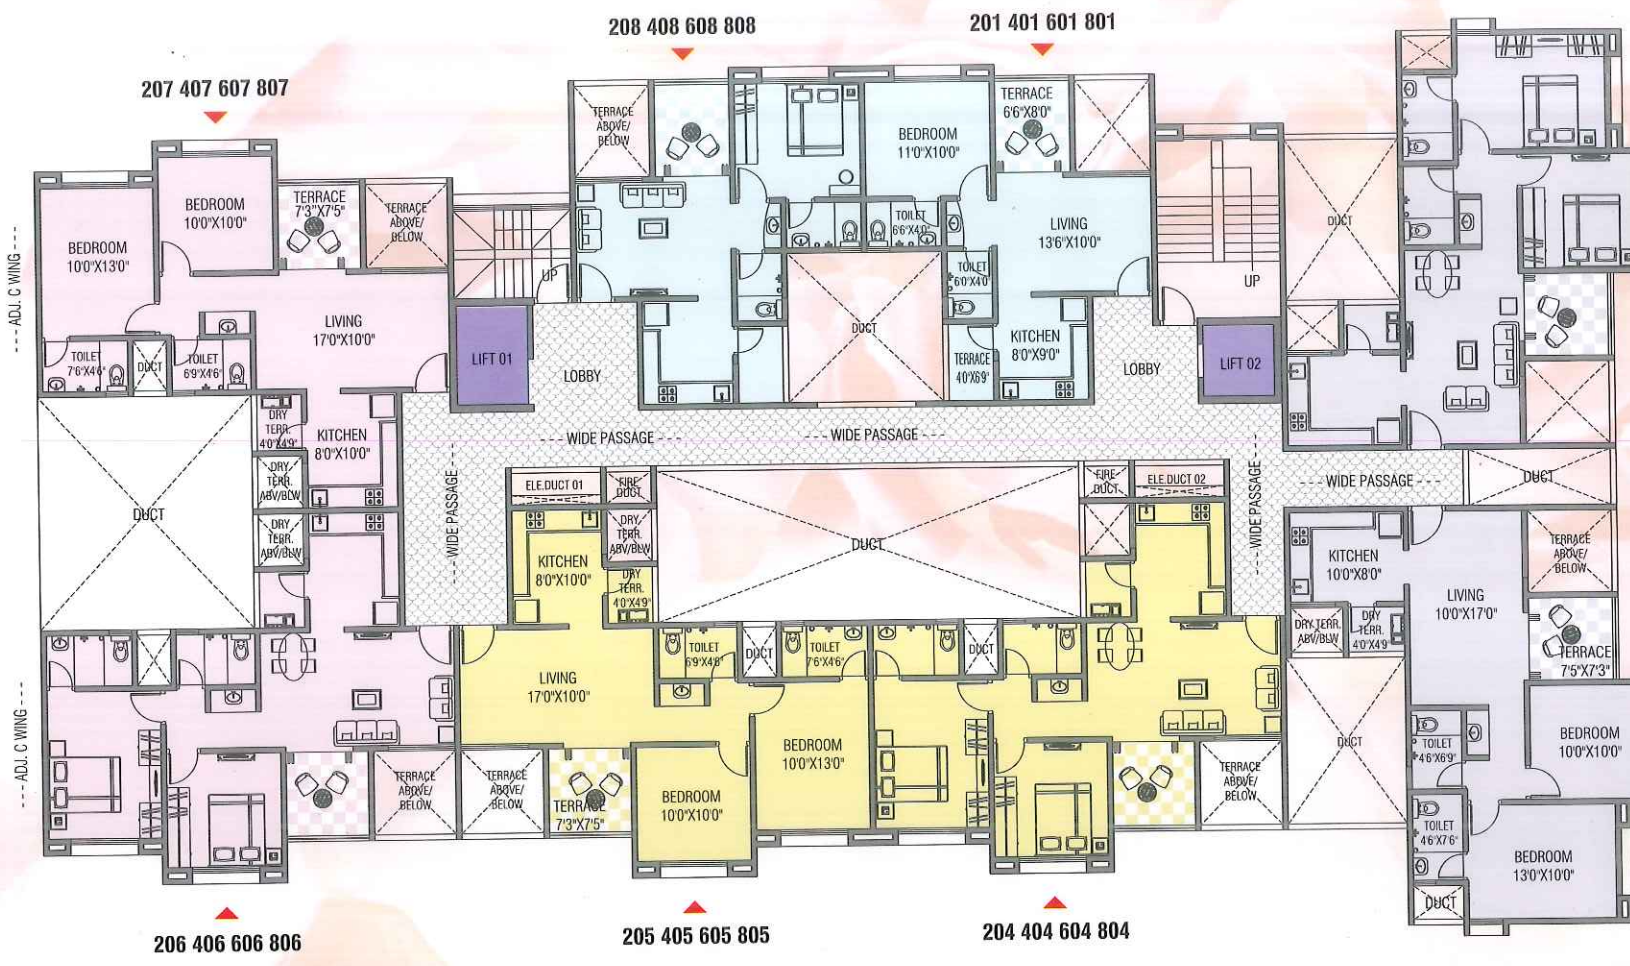 208 408 608 808
201 401 601 801
207 407 607 807
TERRACE
ABOVE/
BELOW
BEDROOM
11'0"X10'0"
TERRACE
6'6"X8'0"
BEDROOM
10'0"X10'0"
TERRACE
7'3"X7'5"
TERRACE
ABOVE/
BELOW
BEDROOM
10'0"X13'0"
--- ADJ. C WING ---
UP
TOILET
6'6"X4'0"
LIVING
13'6"X10'0"
TOILET
6'0"X4'0"
UP
DUCT
LIVING
17'0"X10'0"
TOILET
7'6"X4'6"
DUCT
TOILET
6'9"X4'6"
LIFT 01
LOBBY
DUCT
TERRACE
4'0"X6'9"
KITCHEN
8'0"X9'0"
LOBBY
LIFT 02
DRY
TERR.
4'0"X4'9"
KITCHEN
8'0"X10'0"
DRY
TERR.
ABV/BLW
DRY
TERR.
ABV/BLW
DUCT
--- WIDE PASSAGE ---
--- WIDE PASSAGE ---
--- WIDE PASSAGE ---
--- WIDE PASSAGE ---
--- WIDE PASSAGE ---
DUCT
ELE.DUCT 01
FIRE
DUCT
FIRE
DUCT
ELE.DUCT 02
KITCHEN
8'0"X10'0"
DRY
TERR.
ABV/BLW
DRY
TERR.
4'0"X4'9"
DUCT
KITCHEN
10'0"X8'0"
TERRACE
ABOVE/
BELOW
LIVING
10'0"X17'0"
DRY TERR.
ABV/BLW
DRY
TERR.
4'0"X4'9"
TERRACE
7'5"X7'3"
LIVING
17'0"X10'0"
TOILET
6'9"X4'6"
DUCT
TOILET
7'6"X4'6"
DUCT
--- ADJ. C WING ---
TERRACE
ABOVE/
BELOW
TERRACE
ABOVE/
BELOW
TERRACE
7'3"X7'5"
BEDROOM
10'0"X10'0"
BEDROOM
10'0"X13'0"
TERRACE
ABOVE/
BELOW
DUCT
TOILET
4'6"X6'9"
BEDROOM
10'0"X10'0"
TOILET
4'6"X7'6"
BEDROOM
13'0"X10'0"
DUCT
206 406 606 806
205 405 605 805
204 404 604 804